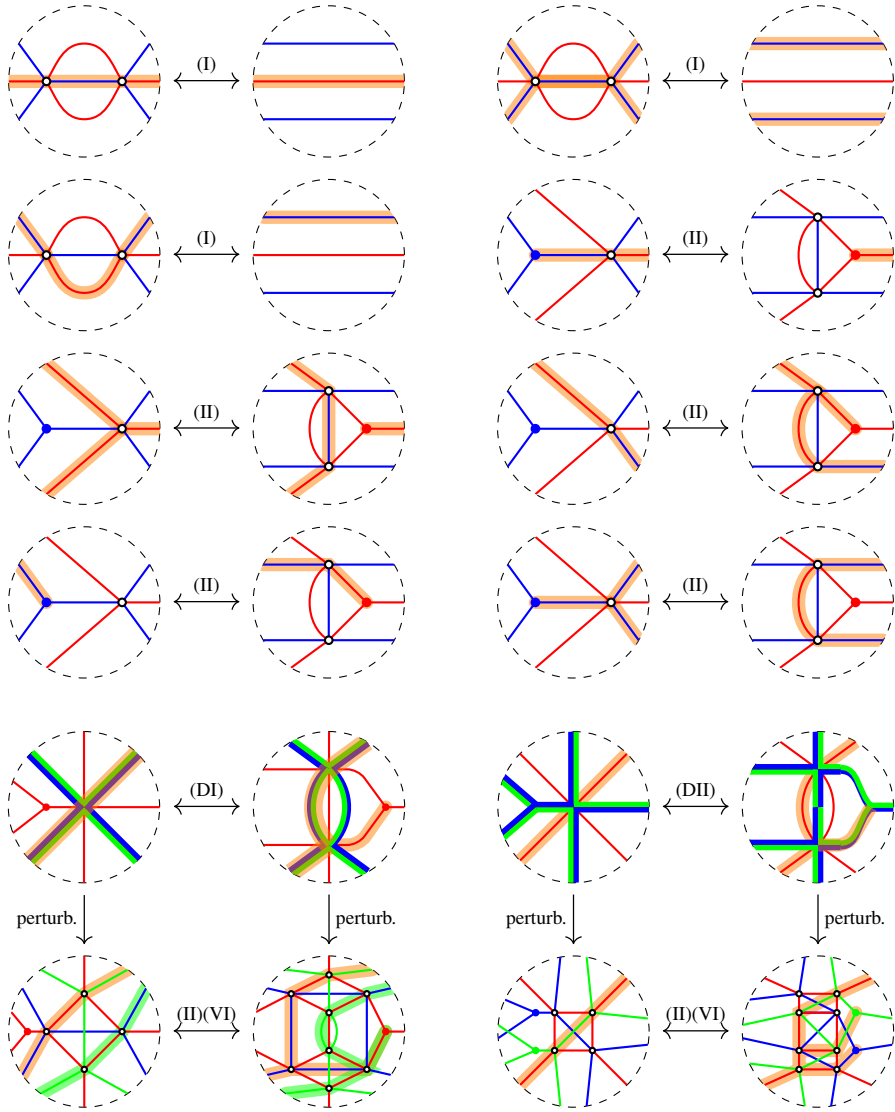 (I) (I)
(I) (II)
(II) (II)
(II) (II)
(DI) (DII)
perturb. perturb. perturb. perturb.
(II)(VI) (II)(VI)